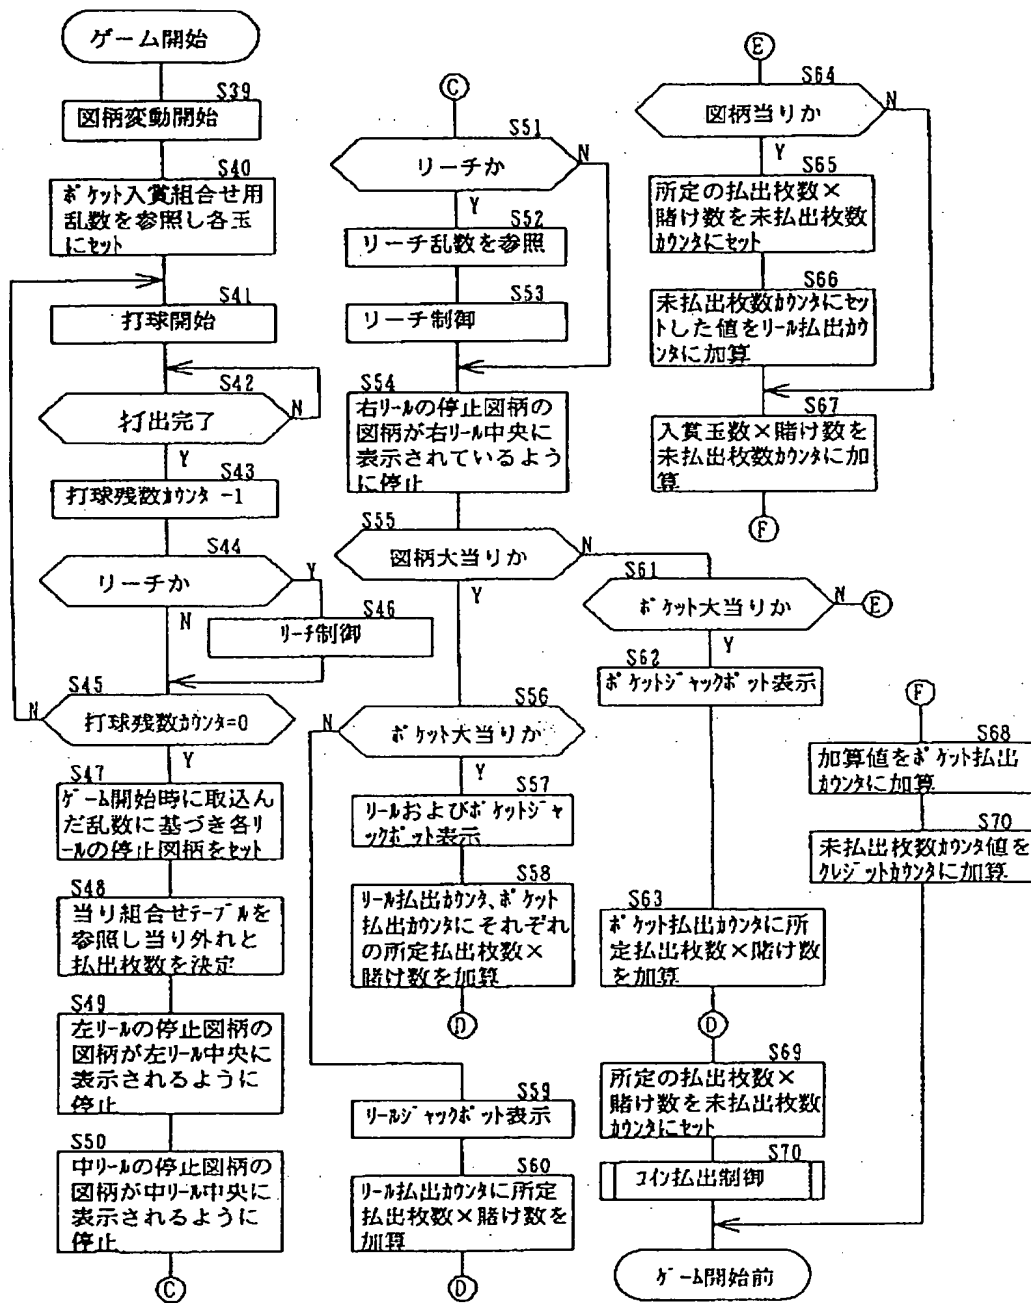 ゲーム開始
S39
図柄変動開始
S40
ポケット入賞組合せ用
乱数を参照し各玉
にセット
S41
打球開始
S42
打出完了
N
Y
S43
打球残数カウンタ -1
S44
リーチか
Y
N
S46
リーチ制御
S45
N
打球残数カウンタ=0
Y
S47
ゲーム開始時に取込ん
だ乱数に基づき各リ
ールの停止図柄をセット
S48
当り組合せテーブルを
参照し当り外れと
払出枚数を決定
S49
左リールの停止図柄の
図柄が左リール中央に
表示されるように
停止
S50
中リールの停止図柄の
図柄が中リール中央に
表示されるように
停止
C
C
S51
リーチか
N
Y
S52
リーチ乱数を参照
S53
リーチ制御
S54
右リールの停止図柄の
図柄が右リール中央に
表示されているよう
に停止
S55
図柄大当りか
N
Y
S56
N
ポケット大当りか
Y
S57
リールおよびポケットジャ
ックポット表示
S58
リール払出カウンタ、ポケット
払出カウンタにそれぞれ
の所定払出枚数×
賭け数を加算
D
S59
リールジャックポット表示
S60
リール払出カウンタに所定
払出枚数×賭け数を
加算
D
E
S64
図柄当りか
N
Y
S65
所定の払出枚数×
賭け数を未払出枚数
カウンタにセット
S66
未払出枚数カウンタにセッ
トした値をリール払出カウ
ンタに加算
S67
入賞玉数×賭け数を
未払出枚数カウンタに加
算
F
S61
ポケット大当りか
N
E
Y
S62
ポケットジャックポット表示
S63
ポケット払出カウンタに所
定払出枚数×賭け数
を加算
D
S69
所定の払出枚数×
賭け数を未払出枚数
カウンタにセット
S70
コイン払出制御
ゲーム開始前
F
S68
加算値をポケット払出
カウンタに加算
S70
未払出枚数カウンタ値を
クレジットカウンタに加算